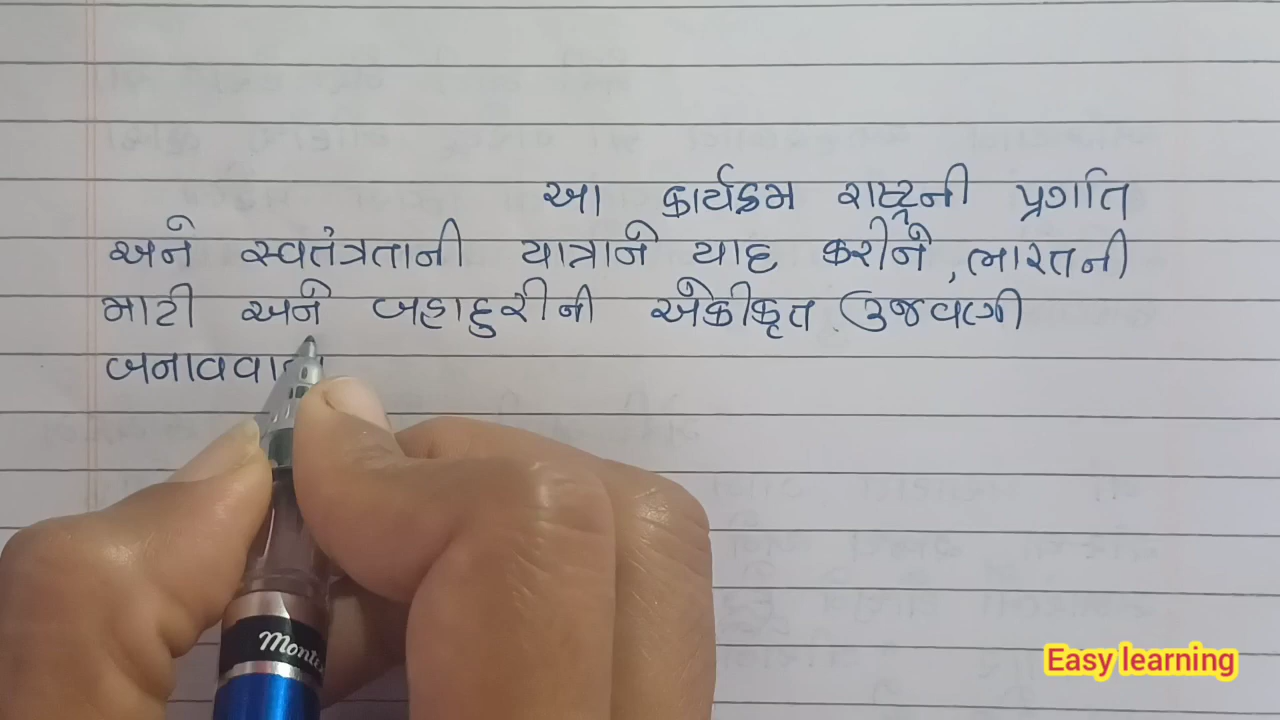 આ કાર્યક્રમ રાષ્ટ્રની પ્રગતિ
અને સ્વતંત્રતાની યાત્રાને યાદ કરીને, ભારતની
માટી અને બહાદુરીની એકીકૃત ઉજવણી
Easy learning